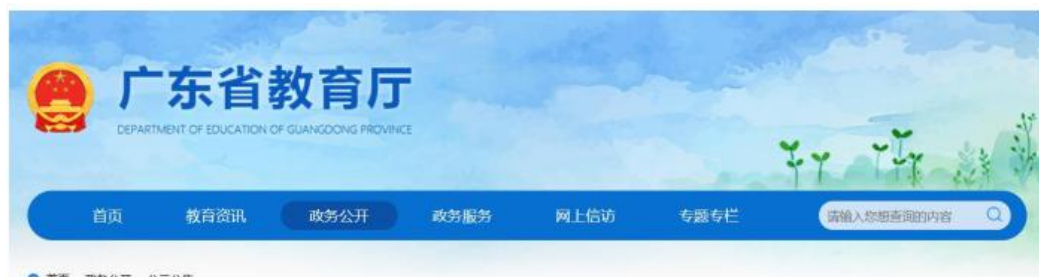 广东省教育厅
DEPARTMENT OF EDUCATION OF GUANGDONG PROVINCE
首页 教育资讯 政务公开 政务服务 网上信访 专题专栏 请输入您想查询的内容